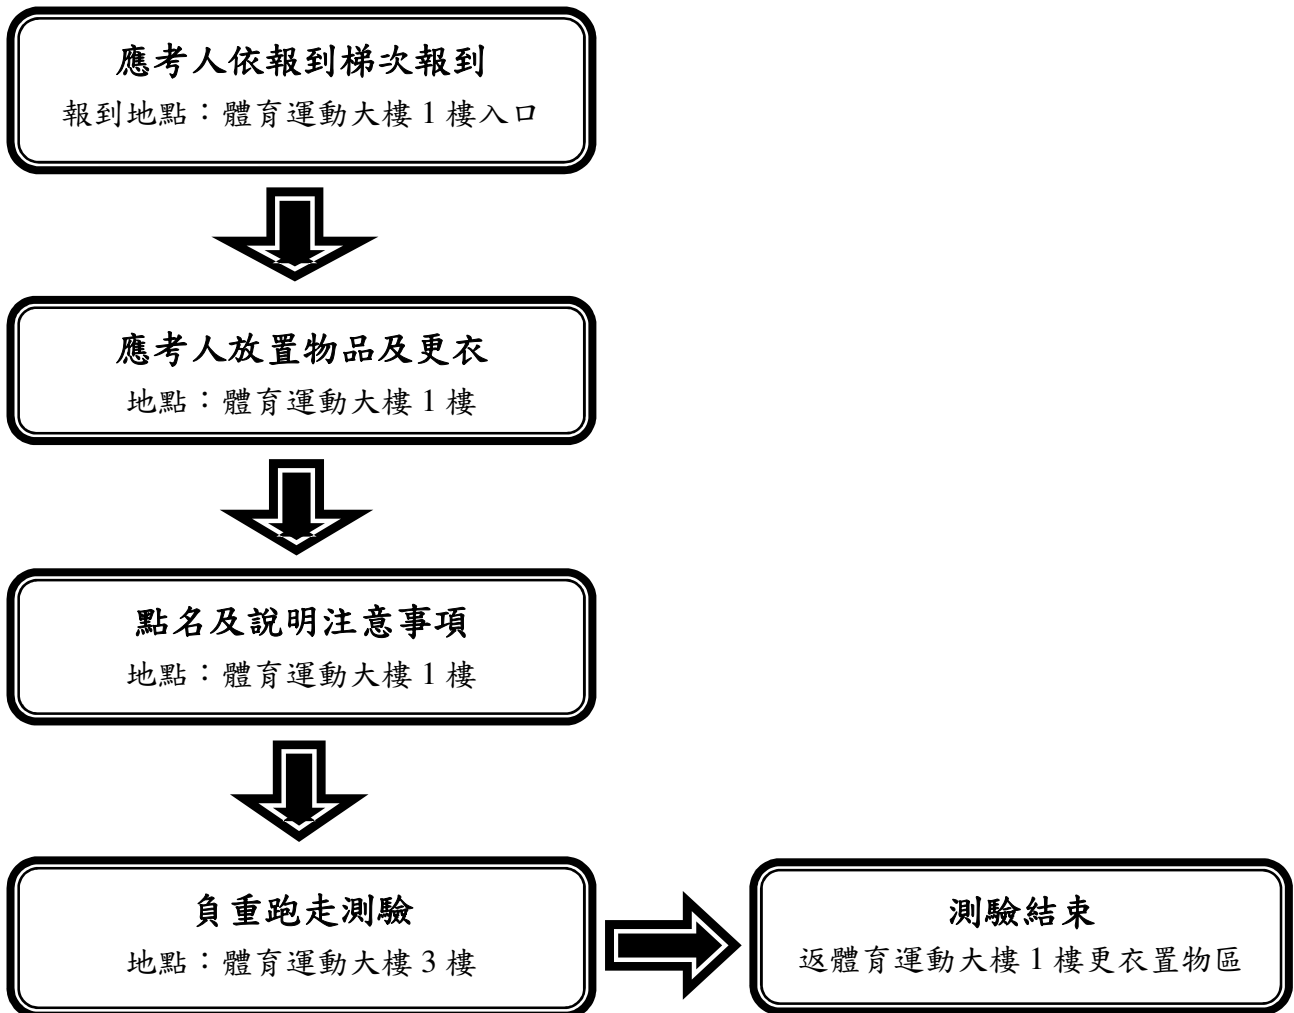 應考人依報到梯次報到
報到地點：體育運動大樓 1 樓入口
應考人放置物品及更衣
地點：體育運動大樓 1 樓
點名及說明注意事項
地點：體育運動大樓 1 樓
負重跑走測驗
地點：體育運動大樓 3 樓
測驗結束
返體育運動大樓 1 樓更衣置物區